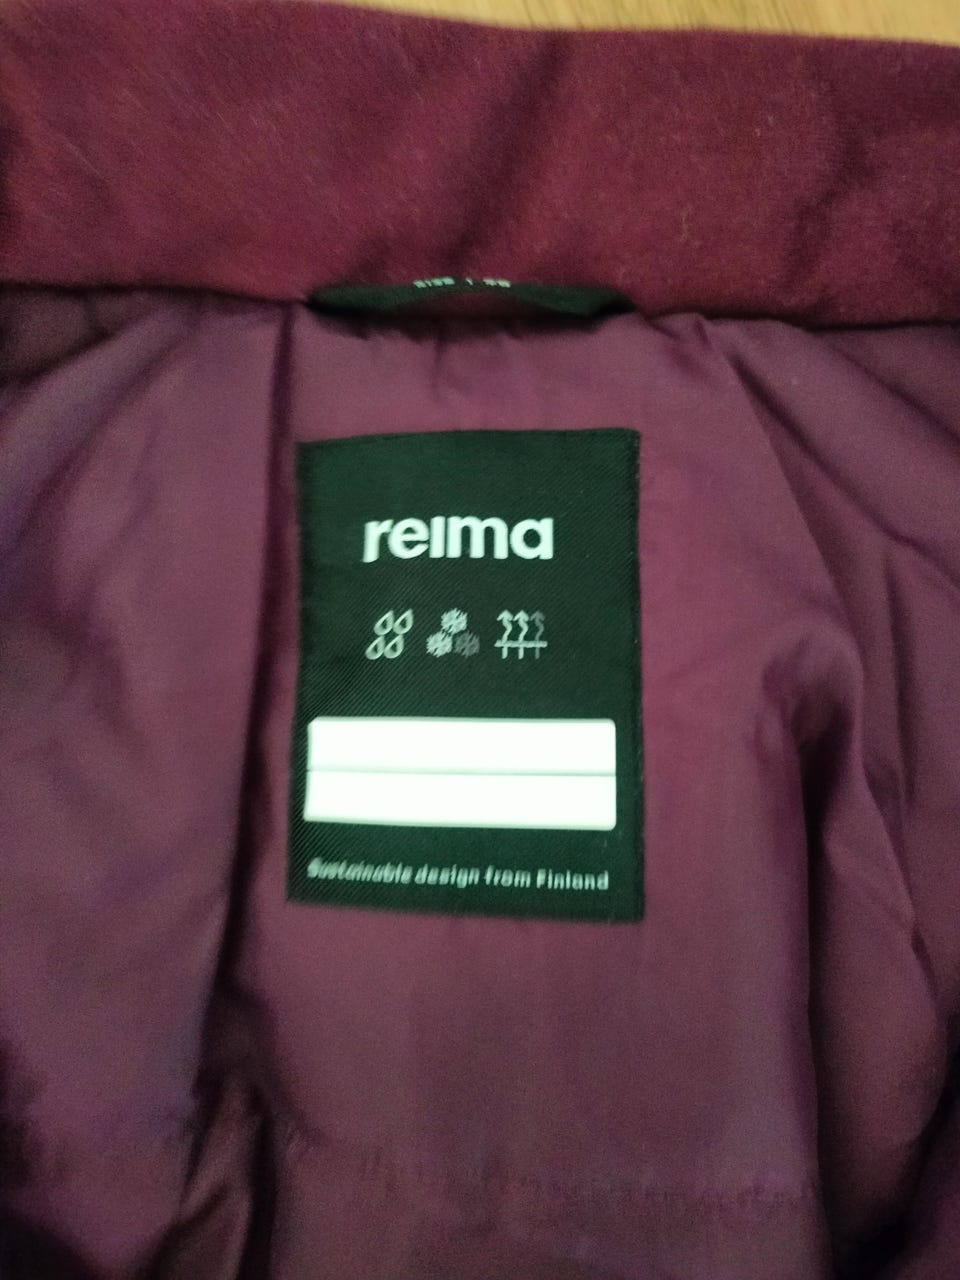 reima
Sustainable design from Finland